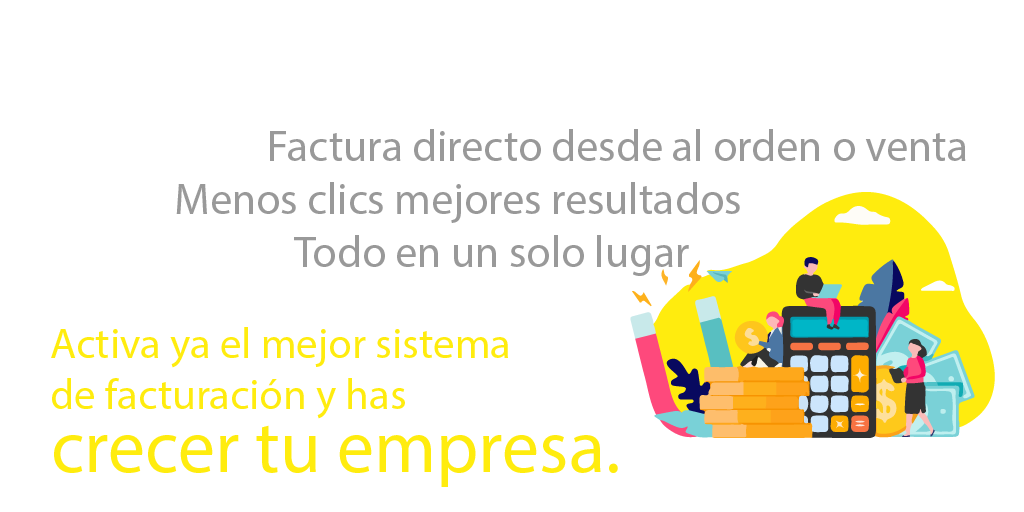 Factura directo desde al orden o venta
Menos clics mejores resultados
Todo en un solo lugar
Activa ya el mejor sistema
de facturación y has
crecer tu empresa.